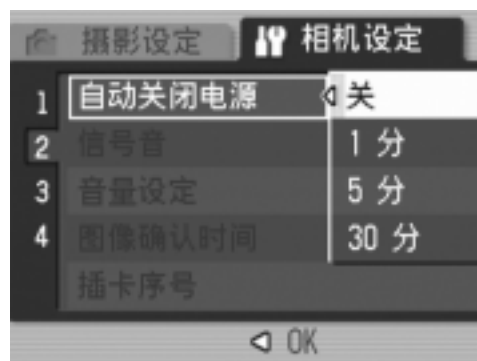 摄影设定 相机设定
1 自动关闭电源 关
2 信号音 1 分
3 音量设定 5 分
4 图像确认时间 30 分
插卡序号
OK